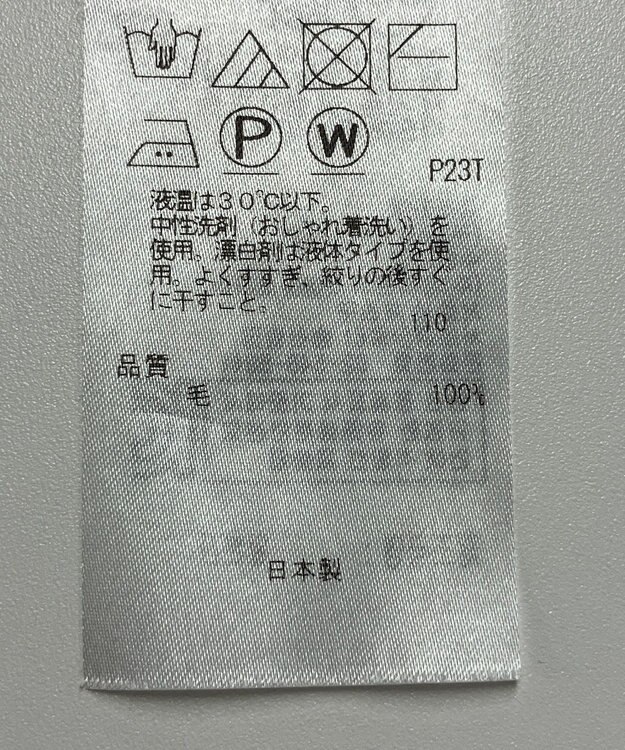 P W
P23T
液温は３０℃以下。
中性洗剤（おしゃれ着洗い）を
使用。漂白剤は液体タイプを使
用。よくすすぎ、絞りの後すぐ
に干すこと。
110
品質
毛 100%
日本製